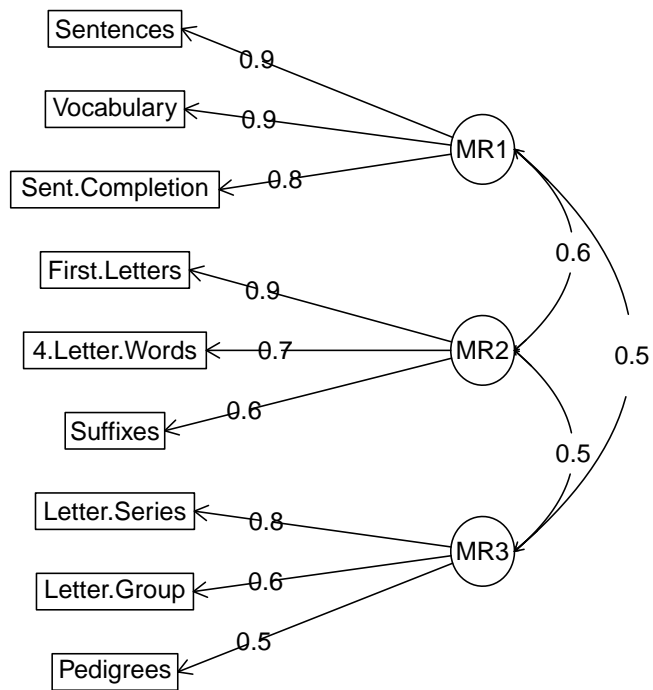 Sentences
0.9
Vocabulary
0.9
MR1
Sent.Completion
0.8
0.6
First.Letters
0.9
4.Letter.Words
0.7
MR2
0.5
Suffixes
0.6
0.5
Letter.Series
0.8
MR3
Letter.Group
0.6
0.5
Pedigrees